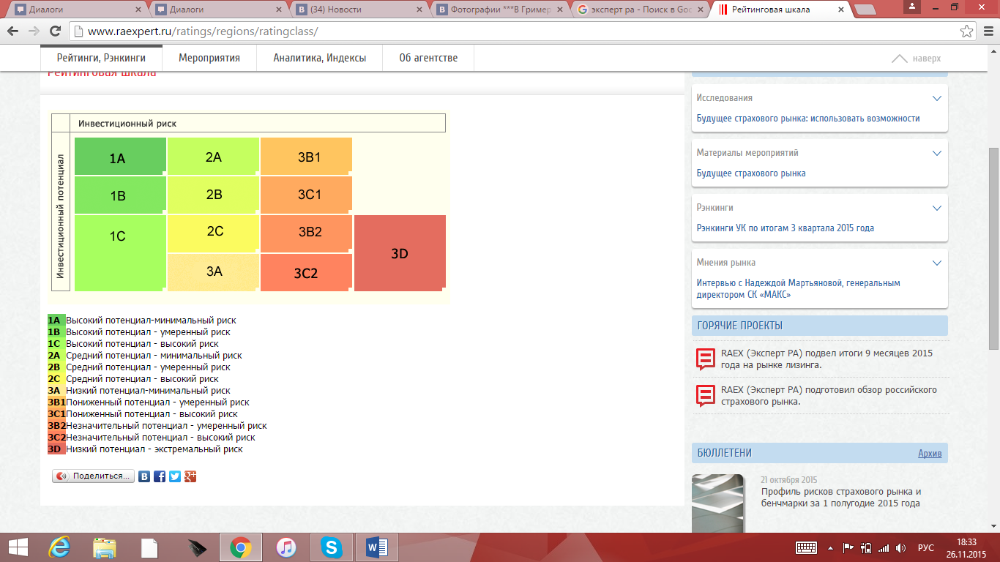 Диалоги
Диалоги
(34) Новости
Фотографии ***В Гример
эксперт ра - Поиск в Goo
Рейтинговая шкала
www.raexpert.ru/ratings/regions/ratingclass/
Рейтинги, Рэнкинги
Мероприятия
Аналитика, Индексы
Об агентстве
наверх
Рейтинговая шкала
Инвестиционный риск
Инвестиционный потенциал
1A 2A 3B1
1B 2B 3C1
1C 2C 3B2
3D
3A 3C2
1A Высокий потенциал-минимальный риск
1B Высокий потенциал - умеренный риск
1C Высокий потенциал - высокий риск
2A Средний потенциал - минимальный риск
2B Средний потенциал - умеренный риск
2C Средний потенциал - высокий риск
3A Низкий потенциал-минимальный риск
3B1 Пониженный потенциал - умеренный риск
3C1 Пониженный потенциал - высокий риск
3B2 Незначительный потенциал - умеренный риск
3C2 Незначительный потенциал - высокий риск
3D Низкий потенциал - экстремальный риск
Поделиться...
Исследования
Будущее страхового рынка: использовать возможности
Материалы мероприятий
Будущее страхового рынка
Рэнкинги
Рэнкинги УК по итогам 3 квартала 2015 года
Мнения рынка
Интервью с Надеждой Мартьяновой, генеральным
директором СК «МАКС»
ГОРЯЧИЕ ПРОЕКТЫ
RAEX (Эксперт РА) подвел итоги 9 месяцев 2015
года на рынке лизинга.
RAEX (Эксперт РА) подготовил обзор российского
страхового рынка.
БЮЛЛЕТЕНИ
Архив
21 октября 2015
Профиль рисков страхового рынка и
бенчмарки за 1 полугодие 2015 года
РУС
18:33
26.11.2015